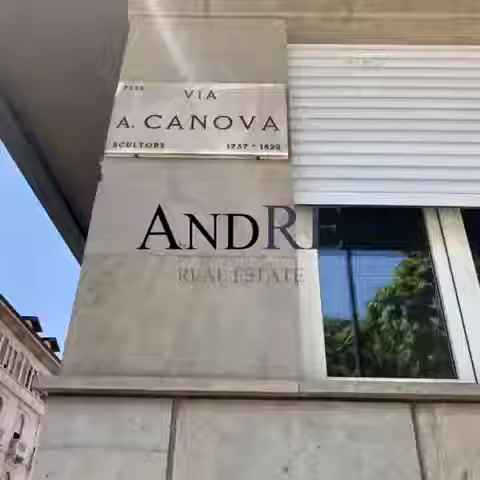 VIA
A. CANOVA
SCULTORE 1757-1822
ANDRE
REAL ESTATE